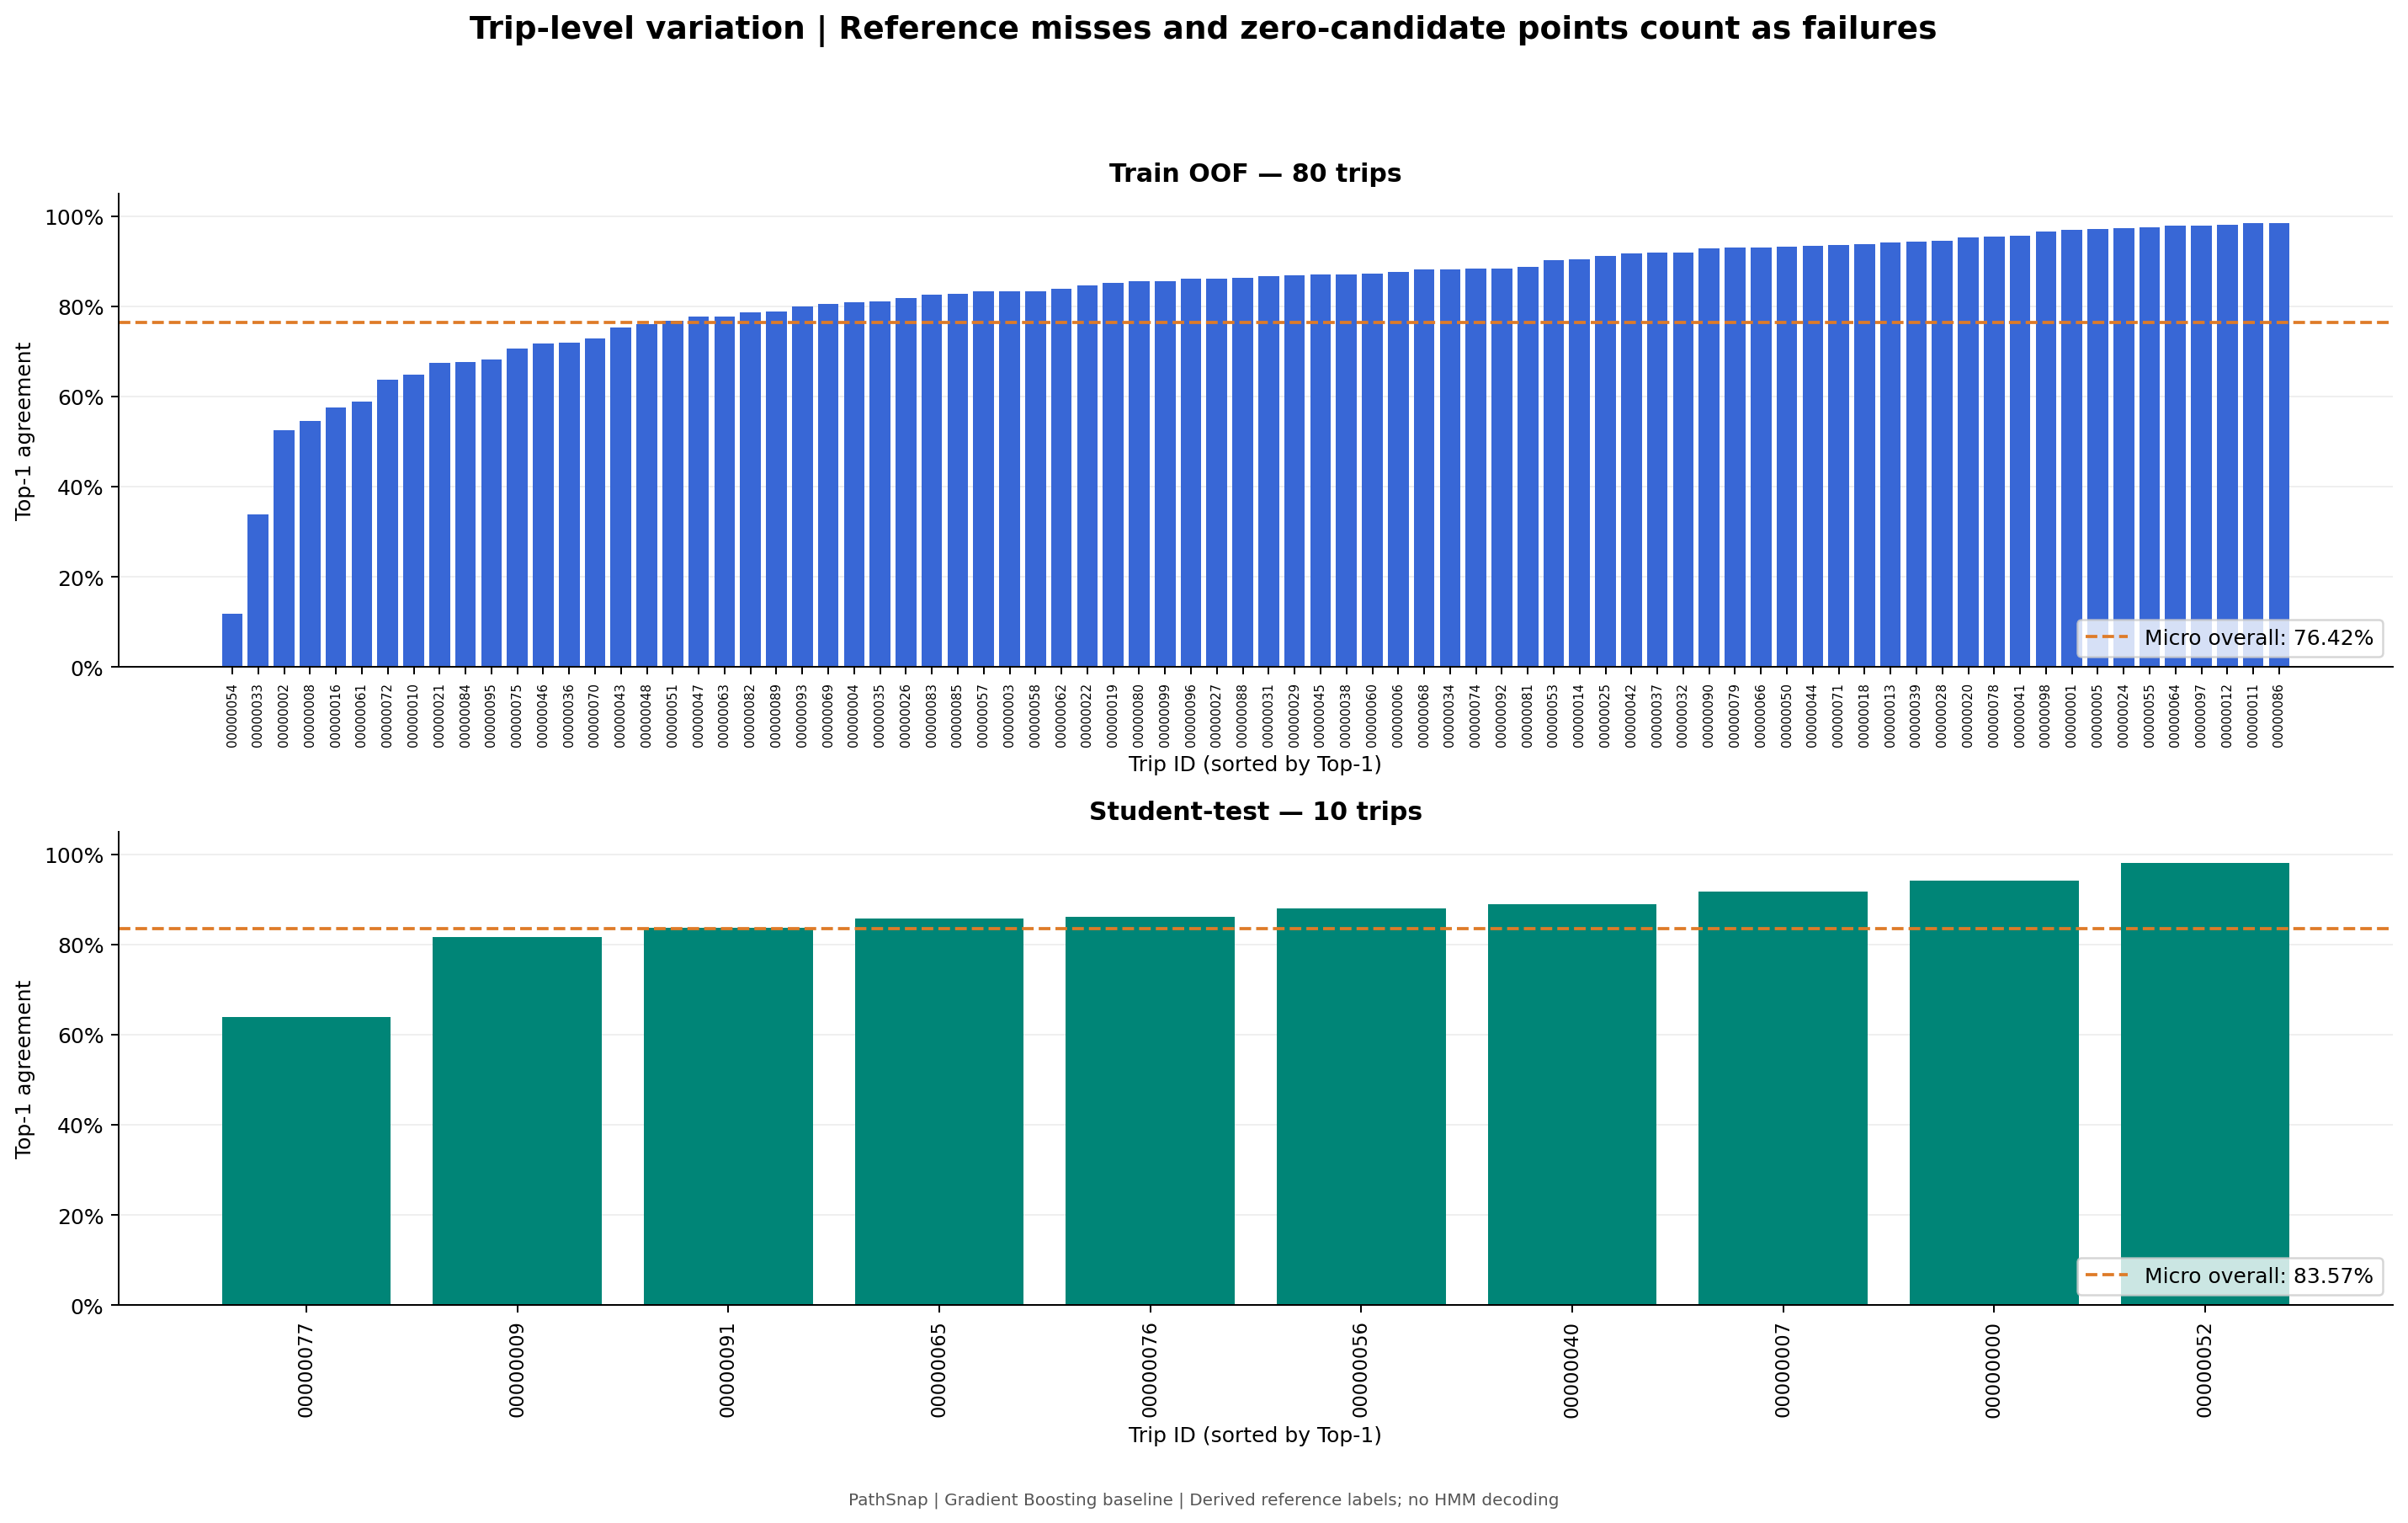 Trip-level variation | Reference misses and zero-candidate points count as failures
Train OOF — 80 trips
Top-1 agreement
100%
80%
60%
40%
20%
0%
Micro overall: 76.42%
00000054 00000033 00000002 00000008 00000016 00000061 00000072 00000010 00000021 00000084 00000095 00000075 00000046 00000036 00000070 00000043 00000048 00000051 00000047 00000063 00000082 00000089 00000093 00000069 00000004 00000035 00000026 00000083 00000085 00000057 00000003 00000058 00000062 00000022 00000019 00000080 00000099 00000096 00000027 00000088 00000031 00000029 00000045 00000038 00000060 00000006 00000068 00000034 00000074 00000092 00000081 00000053 00000014 00000025 00000042 00000037 00000032 00000090 00000079 00000066 00000050 00000044 00000071 00000018 00000013 00000039 00000028 00000020 00000078 00000041 00000098 00000001 00000005 00000024 00000055 00000064 00000097 00000012 00000011 00000086
Trip ID (sorted by Top-1)
Student-test — 10 trips
Top-1 agreement
100%
80%
60%
40%
20%
0%
Micro overall: 83.57%
00000077 00000009 00000091 00000065 00000076 00000056 00000040 00000007 00000000 00000052
Trip ID (sorted by Top-1)
PathSnap | Gradient Boosting baseline | Derived reference labels; no HMM decoding